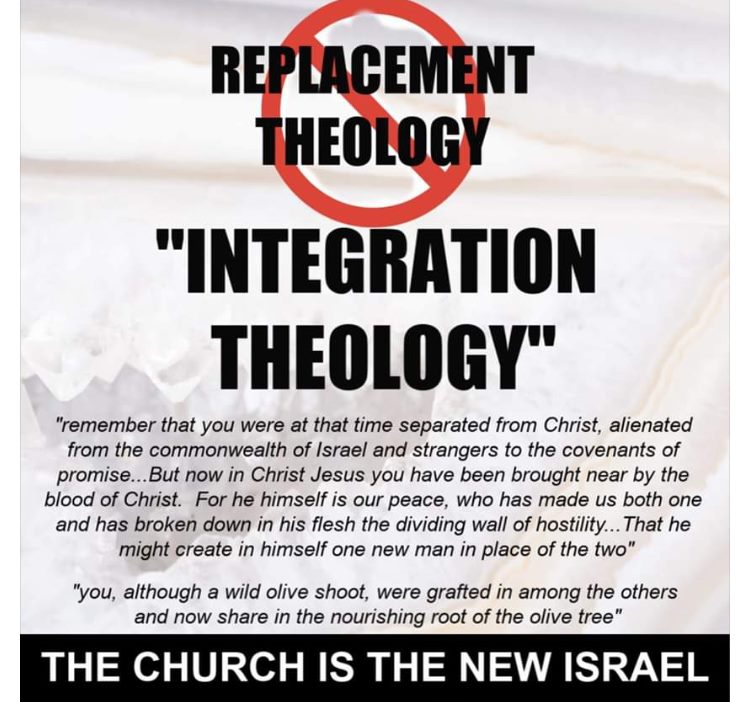 REPLACEMENT
THEOLOGY
"INTEGRATION
THEOLOGY"
"remember that you were at that time separated from Christ, alienated
from the commonwealth of Israel and strangers to the covenants of
promise...But now in Christ Jesus you have been brought near by the
blood of Christ.  For he himself is our peace, who has made us both one
and has broken down in his flesh the dividing wall of hostility...That he
might create in himself one new man in place of the two"
"you, although a wild olive shoot, were grafted in among the others
and now share in the nourishing root of the olive tree"
THE CHURCH IS THE NEW ISRAEL